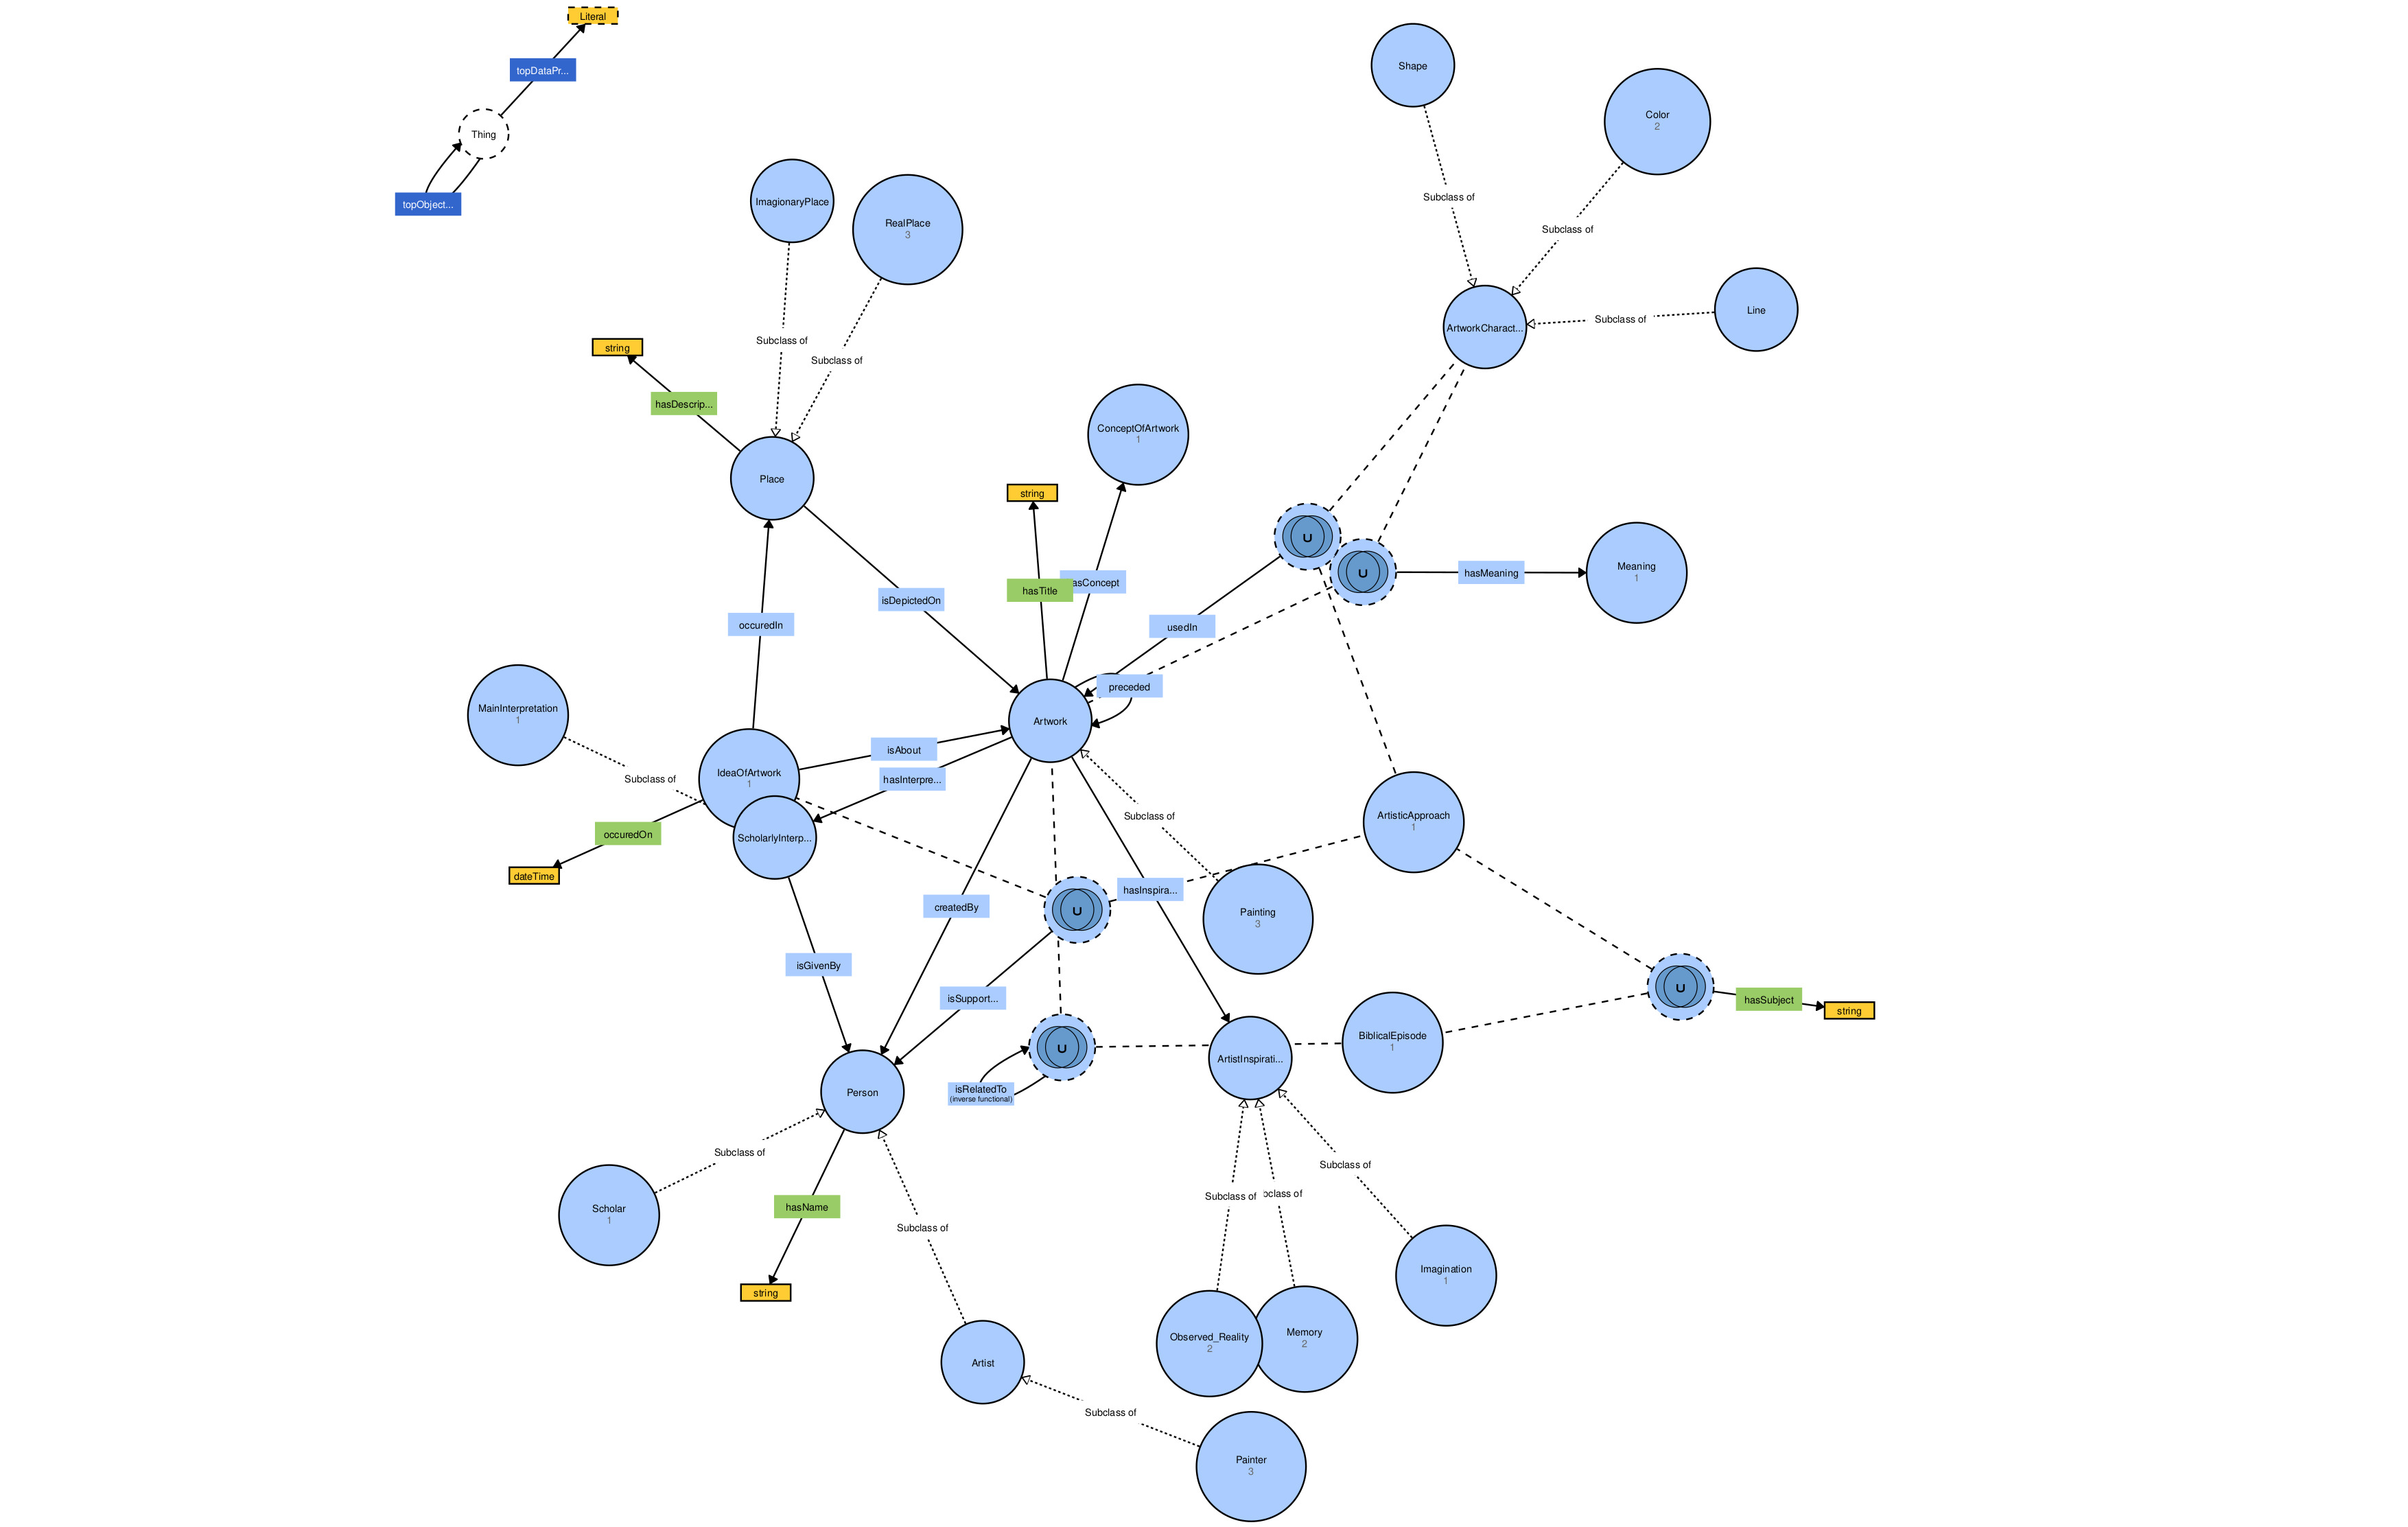 Literal
topDataPr...
Thing
topObject...
Shape
Color
2
ImagionaryPlace
RealPlace
3
Subclass of
Subclass of
Line
Subclass of
ArtworkCharact...
Subclass of
Subclass of
string
hasDescrip...
ConceptOfArtwork
1
Place
string
hasTitle
asConcept
isDepictedOn
occuredIn
usedIn
hasMeaning
Meaning
1
preceded
MainInterpretation
1
Artwork
isAbout
IdeaOfArtwork
1
hasInterpre...
Subclass of
Subclass of
ArtisticApproach
1
occuredOn
ScholarlyInterp...
dateTime
hasInspira...
createdBy
Painting
3
isGivenBy
isSupport...
hasSubject
string
BiblicalEpisode
1
ArtistInspirati...
isRelatedTo
(inverse functional)
Person
Subclass of
Subclass of
Subclass of
bclass of
Scholar
1
hasName
Subclass of
Imagination
1
string
Observed_Reality
2
Memory
2
Artist
Subclass of
Painter
3